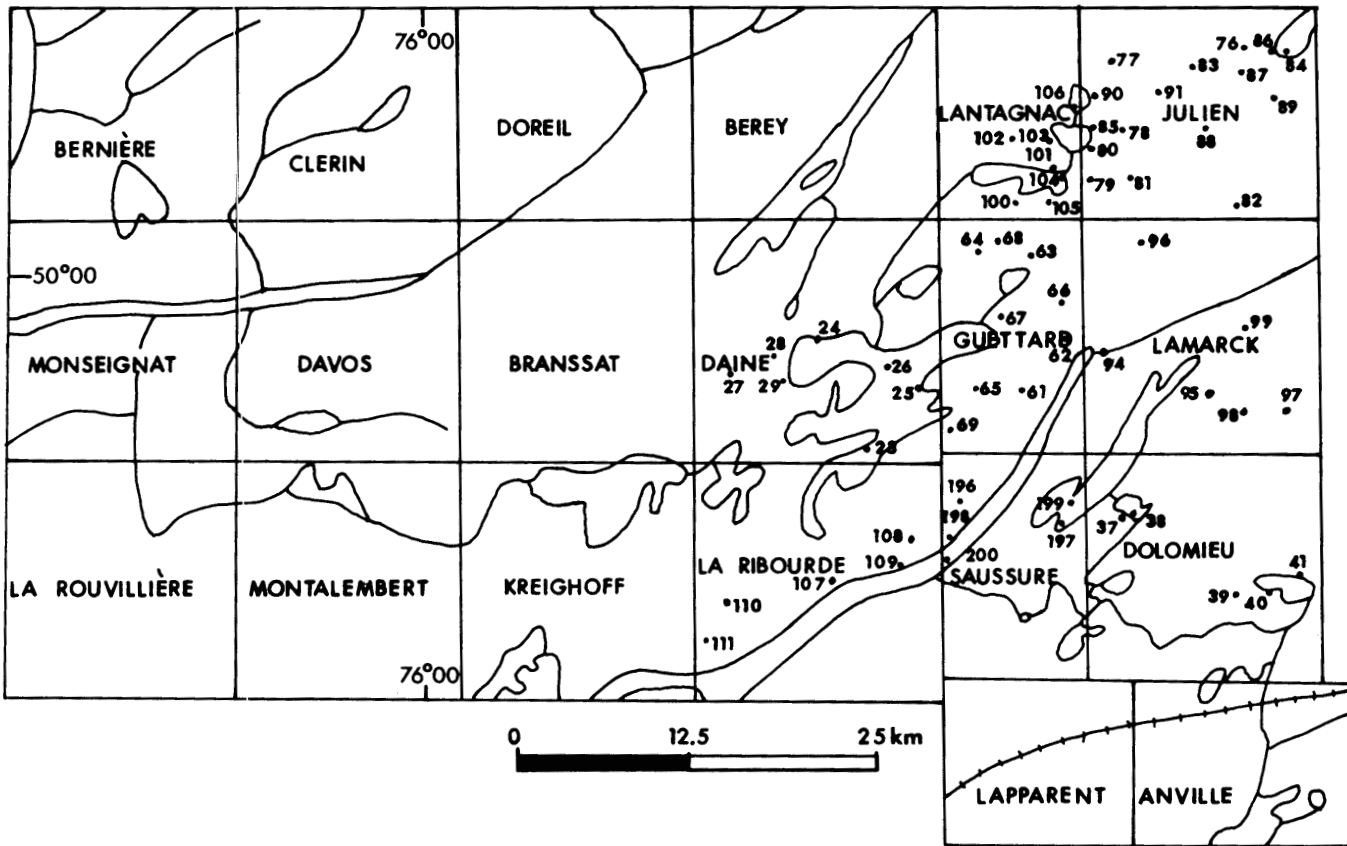 76°00
76 86
77 83 87 84
106 90 91 89
LANTAGNAC JULIEN
DOREIL BEREY
102 103 85 78 88
BERNIÈRE 101 80
CLERIN
104 79 81
100 105 82
64 68 63 96
50°00
66
67 99
28 24 GUETTARD
MONSEIGNAT DAVOS BRANSSAT DAINE 62 94 LAMARCK
27 29 26
25 65 61 95 97
98
69
28
196
199
198 37 38
108 197 DOLOMIEU
LA RIBOURDE 109 200 41
107 SAUSSURE
LA ROUVILLIÈRE MONTALEMBERT KREIGHOFF
39 40
110
111
76°00
0 12.5 25 km
LAPPARENT ANVILLE